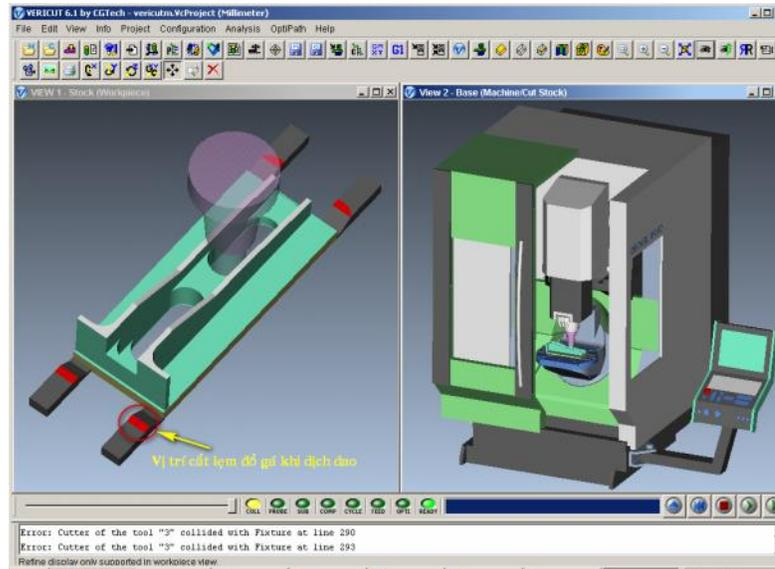 VERICUT 6.1 by CGTech - vericutm.VcProject (Millimeter)
File Edit View Info Project Configuration Analysis OptiPath Help
VIEW 1 - Stock (Workpiece)
View 2 - Base (Machine/Cut Stock)
Vị trí cắt lẹm đồ gá khi dịch dao
COLL PROBE SUB COMP CYCLE FEED OPTI READY
Error: Cutter of the tool "3" collided with Fixture at line 290
Error: Cutter of the tool "3" collided with Fixture at line 293
Refine display only supported in workpiece view.